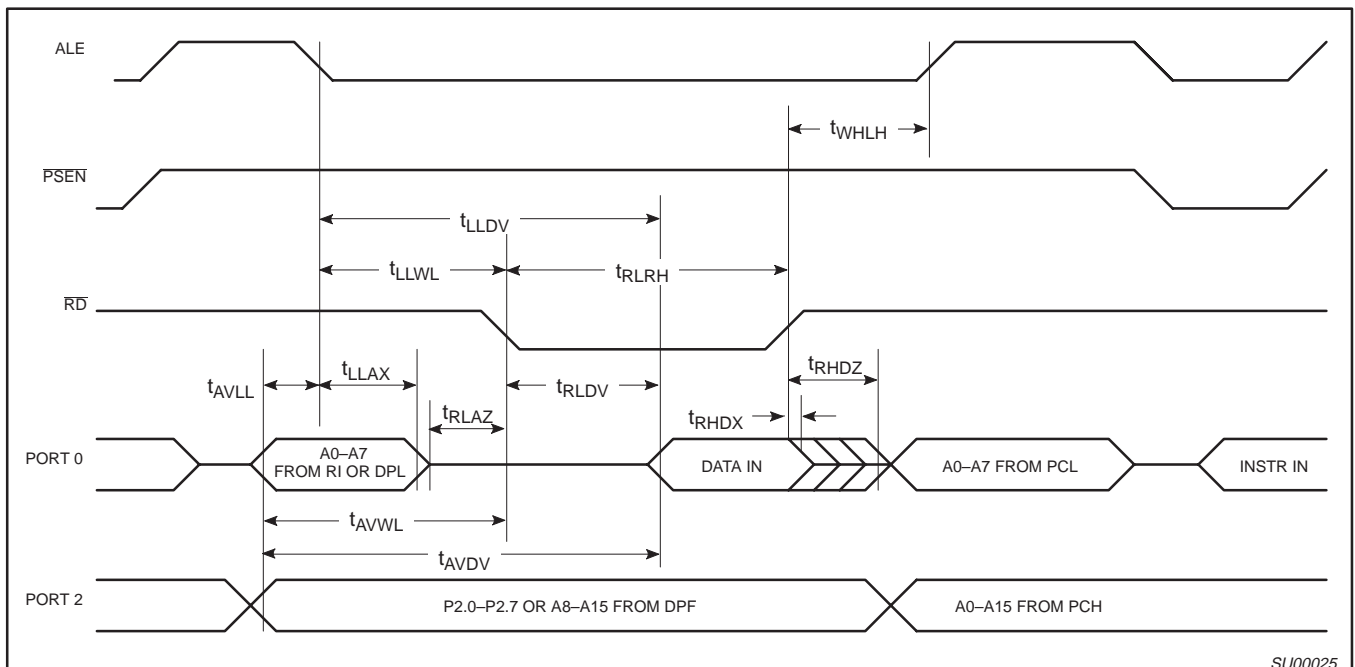 ALE
tWHLH
PSEN
tLLDV
tLLWL
tRLRH
RD
tAVLL
tLLAX
tRLDV
tRHDZ
tRLAZ
tRHDX
PORT 0
A0–A7
FROM RI OR DPL
DATA IN
A0–A7 FROM PCL
INSTR IN
tAVWL
tAVDV
PORT 2
P2.0–P2.7 OR A8–A15 FROM DPF
A0–A15 FROM PCH
SU00025